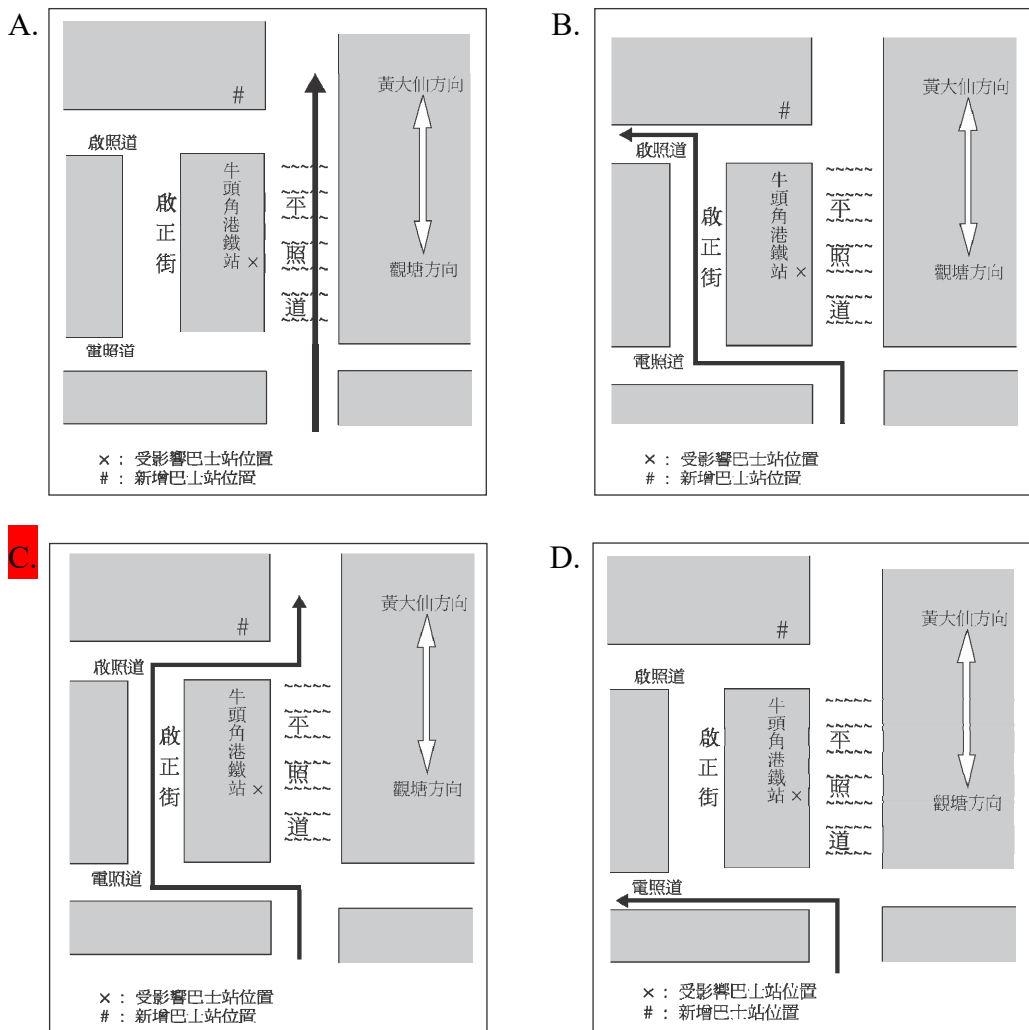 A.
#
黃大仙方向
啟照道
啟正街
牛頭角港鐵站 ×
~~~~~
平
~~~~~
~~~~~
照
~~~~~
道
~~~~~
觀塘方向
電照道
× : 受影響巴士站位置
# : 新增巴士站位置
B.
#
黃大仙方向
啟照道
啟正街
牛頭角港鐵站 ×
~~~~~
平
~~~~~
~~~~~
照
~~~~~
~~~~~
道
~~~~~
觀塘方向
電照道
× : 受影響巴士站位置
# : 新增巴士站位置
C.
#
黃大仙方向
啟照道
啟正街
牛頭角港鐵站 ×
~~~~~
平
~~~~~
~~~~~
照
~~~~~
道
~~~~~
觀塘方向
電照道
× : 受影響巴士站位置
# : 新增巴士站位置
D.
#
黃大仙方向
啟照道
啟正街
牛頭角港鐵站 ×
~~~~~
平
~~~~~
~~~~~
照
~~~~~
道
~~~~~
觀塘方向
電照道
× : 受影響巴士站位置
# : 新增巴士站位置